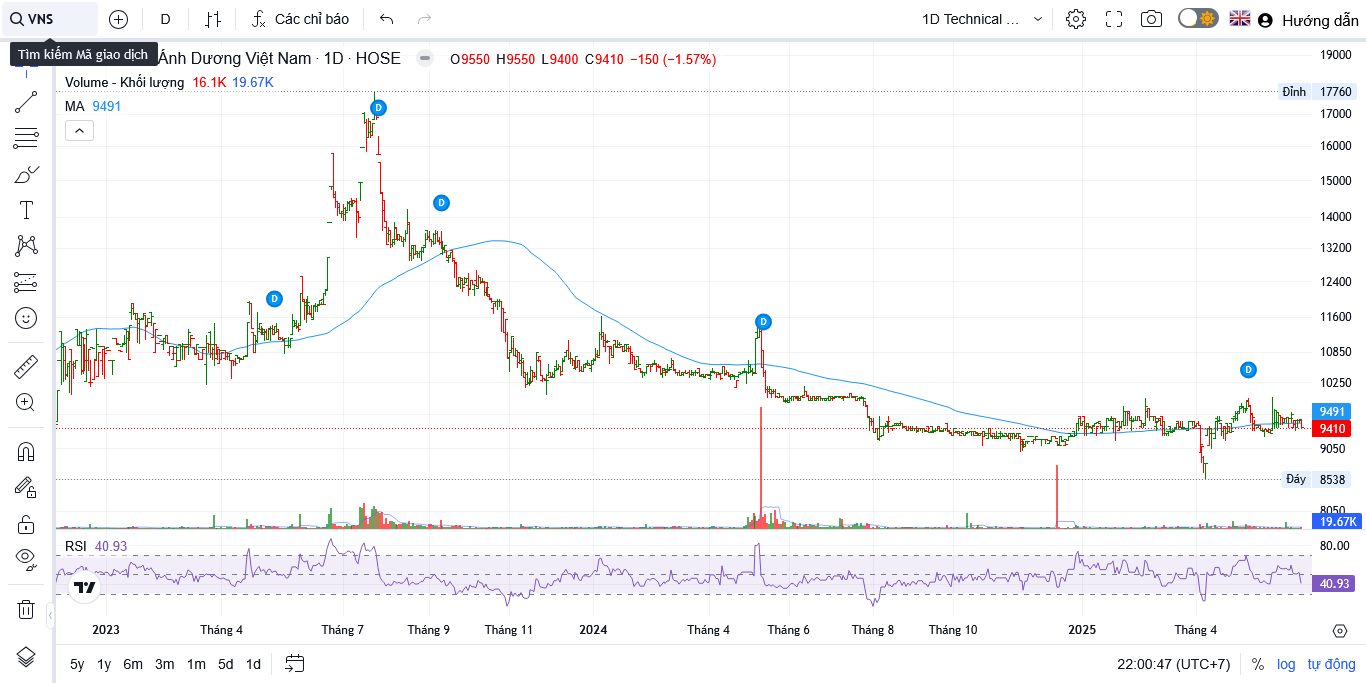 VNS
D
Các chỉ báo
1D Technical ...
Hướng dẫn
Tìm kiếm Mã giao dịch
Ánh Dương Việt Nam · 1D · HOSE
O9550 H9550 L9400 C9410 −150 (−1.57%)
Volume - Khối lượng 16.1K 19.67K
MA 9491
19000
Đỉnh 17760
17000
16000
15000
14000
13200
12400
11600
10850
10250
9491
9410
9050
Đáy 8538
8050
19.67K
D
D
D
D
D
RSI 40.93
80.00
40.93
2023 Tháng 4 Tháng 7 Tháng 9 Tháng 11 2024 Tháng 4 Tháng 6 Tháng 8 Tháng 10 2025 Tháng 4
5y 1y 6m 3m 1m 5d 1d
22:00:47 (UTC+7) % log tự động